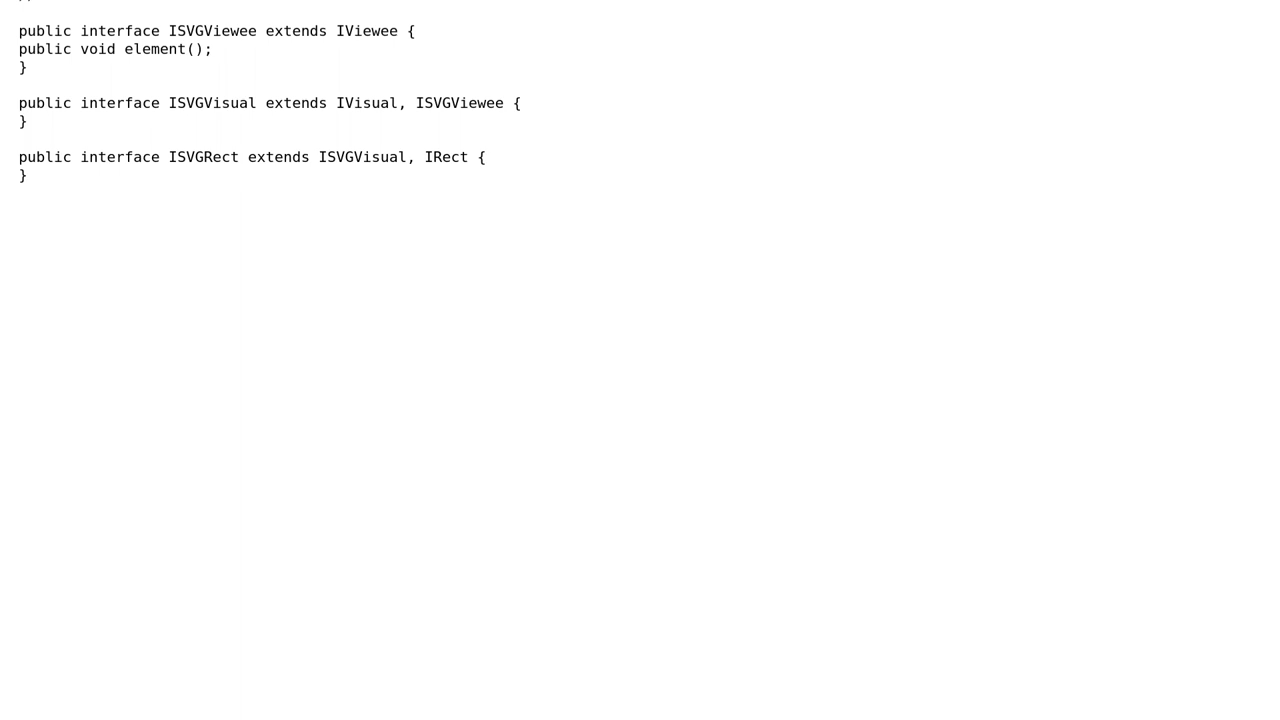 public interface ISVGViewee extends IViewee {
public void element();
}
public interface ISVGVisual extends IVisual, ISVGViewee {
}
public interface ISVGRect extends ISVGVisual, IRect {
}